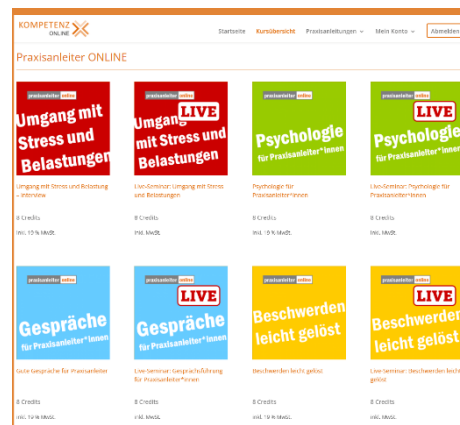 KOMPETENZ
ONLINE
Startseite Kursübersicht Praxisanleitungen Mein Konto Abmelden
Praxisanleiter ONLINE
praxisanleiter online
Umgang mit
Stress und
Belastungen
praxisanleiter online
LIVE
Umgang
mit Stress und
Belastungen
praxisanleiter online
Psychologie
für Praxisanleiter*innen
praxisanleiter online
LIVE
Psychologie
für Praxisanleiter*innen
Umgang mit Stress und Belastung
– Intensiv
Live-Seminar: Umgang mit Stress
und Belastungen
Psychologie für
Praxisanleiter*innen
Live-Seminar: Psychologie für
Praxisanleiter*innen
8 Credits
8 Credits
8 Credits
8 Credits
inkl. 19 % MwSt.
inkl. MwSt.
inkl. 19 % MwSt.
inkl. MwSt.
praxisanleiter online
Gespräche
für Praxisanleiter*innen
praxisanleiter online
LIVE
Gespräche
für Praxisanleiter*innen
praxisanleiter online
Beschwerden
leicht gelöst
praxisanleiter online
LIVE
Beschwerden
leicht gelöst
Gute Gespräche für Praxisanleiter
Live-Seminar: Gesprächsführung
für Praxisanleiter*innen
Beschwerden leicht gelöst
Live-Seminar: Beschwerden leicht
gelöst
8 Credits
8 Credits
8 Credits
8 Credits
inkl. 19 % MwSt.
inkl. MwSt.
inkl. 19 % MwSt.
inkl. MwSt.